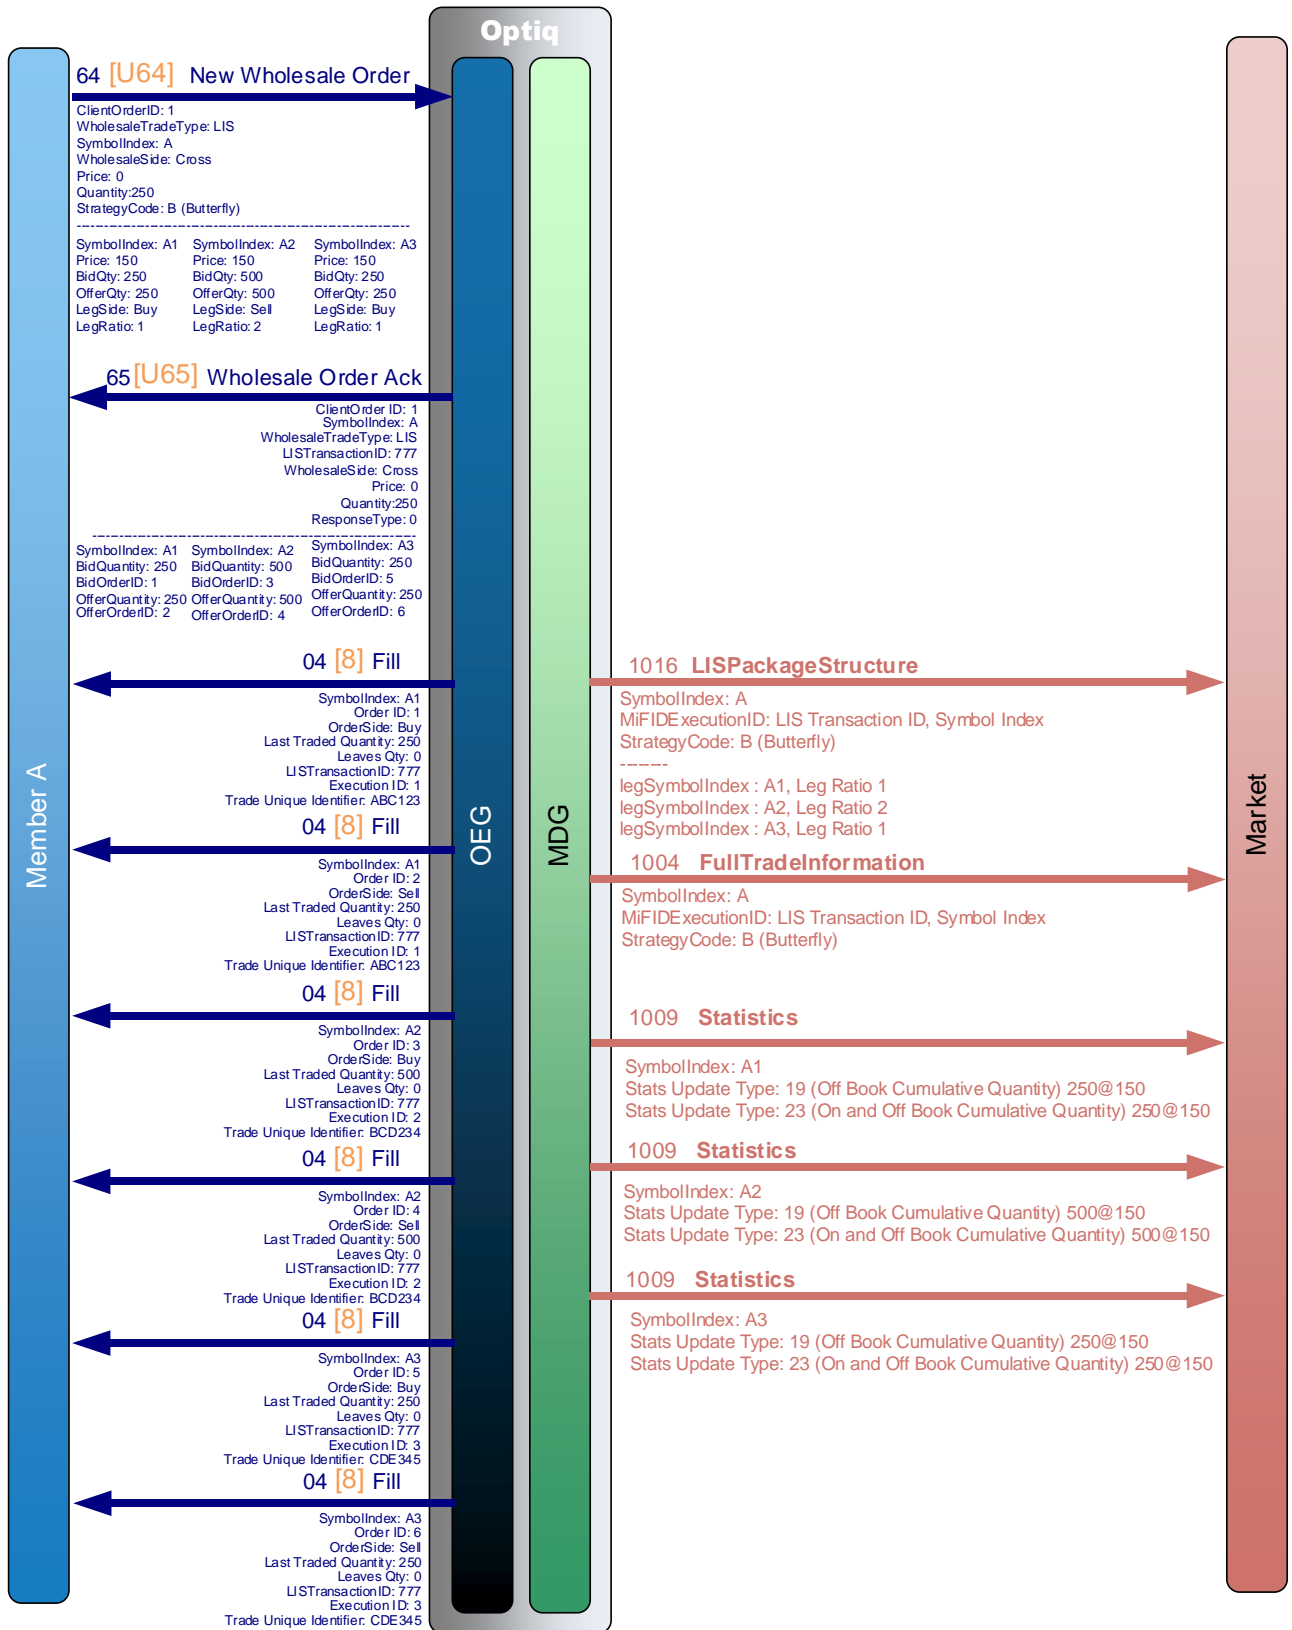 Optiq
64 [U64] New Wholesale Order
ClientOrderID: 1
WholesaleTradeType: LIS
SymbolIndex: A
WholesaleSide: Cross
Price: 0
Quantity:250
StrategyCode: B (Butterfly)
SymbolIndex: A1 SymbolIndex: A2 SymbolIndex: A3
Price: 150 Price: 150 Price: 150
BidQty: 250 BidQty: 500 BidQty: 250
OfferQty: 250 OfferQty: 500 OfferQty: 250
LegSide: Buy LegSide: Sell LegSide: Buy
LegRatio: 1 LegRatio: 2 LegRatio: 1
65 [U65] Wholesale Order Ack
ClientOrder ID: 1
SymbolIndex: A
WholesaleTradeType: LIS
LISTransactionID: 777
WholesaleSide: Cross
Price: 0
Quantity:250
ResponseType: 0
SymbolIndex: A1 SymbolIndex: A2 SymbolIndex: A3
BidQuantity: 250 BidQuantity: 500 BidQuantity: 250
BidOrderID: 1 BidOrderID: 3 BidOrderID: 5
OfferQuantity: 250 OfferQuantity: 500 OfferQuantity: 250
OfferOrderID: 2 OfferOrderID: 4 OfferOrderID: 6
04 [8] Fill
SymbolIndex: A1
Order ID: 1
OrderSide: Buy
Last Traded Quantity: 250
Leaves Qty: 0
LISTransactionID: 777
Execution ID: 1
Trade Unique Identifier: ABC123
04 [8] Fill
SymbolIndex: A1
Order ID: 2
OrderSide: Sell
Last Traded Quantity: 250
Leaves Qty: 0
LISTransactionID: 777
Execution ID: 1
Trade Unique Identifier: ABC123
04 [8] Fill
SymbolIndex: A2
Order ID: 3
OrderSide: Buy
Last Traded Quantity: 500
Leaves Qty: 0
LISTransactionID: 777
Execution ID: 2
Trade Unique Identifier: BCD234
04 [8] Fill
SymbolIndex: A2
Order ID: 4
OrderSide: Sell
Last Traded Quantity: 500
Leaves Qty: 0
LISTransactionID: 777
Execution ID: 2
Trade Unique Identifier: BCD234
04 [8] Fill
SymbolIndex: A3
Order ID: 5
OrderSide: Buy
Last Traded Quantity: 250
Leaves Qty: 0
LISTransactionID: 777
Execution ID: 3
Trade Unique Identifier: CDE345
04 [8] Fill
SymbolIndex: A3
Order ID: 6
OrderSide: Sell
Last Traded Quantity: 250
Leaves Qty: 0
LISTransactionID: 777
Execution ID: 3
Trade Unique Identifier: CDE345
Member A
OEG
MDG
Market
1016 LISPackageStructure
SymbolIndex: A
MiFIDExecutionID: LIS Transaction ID, Symbol Index
StrategyCode: B (Butterfly)
---------
legSymbolIndex : A1, Leg Ratio 1
legSymbolIndex : A2, Leg Ratio 2
legSymbolIndex : A3, Leg Ratio 1
1004 FullTradeInformation
SymbolIndex: A
MiFIDExecutionID: LIS Transaction ID, Symbol Index
StrategyCode: B (Butterfly)
1009 Statistics
SymbolIndex: A1
Stats Update Type: 19 (Off Book Cumulative Quantity) 250@150
Stats Update Type: 23 (On and Off Book Cumulative Quantity) 250@150
1009 Statistics
SymbolIndex: A2
Stats Update Type: 19 (Off Book Cumulative Quantity) 500@150
Stats Update Type: 23 (On and Off Book Cumulative Quantity) 500@150
1009 Statistics
SymbolIndex: A3
Stats Update Type: 19 (Off Book Cumulative Quantity) 250@150
Stats Update Type: 23 (On and Off Book Cumulative Quantity) 250@150